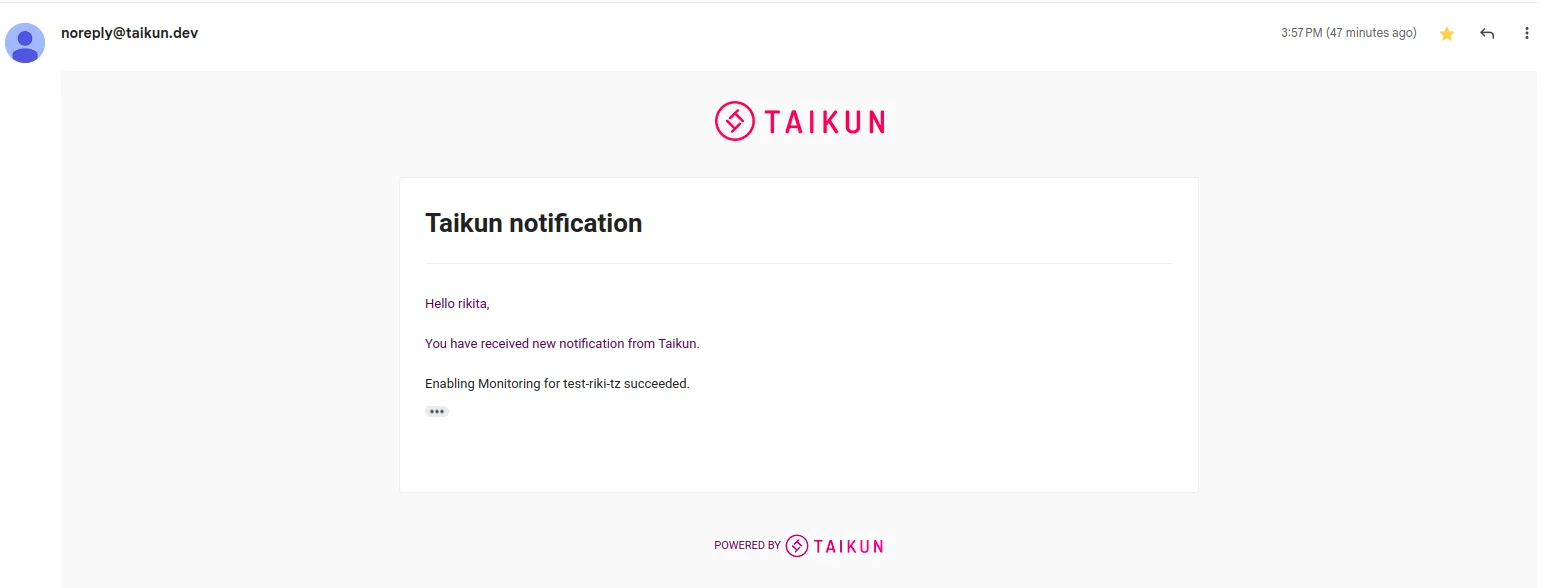 noreply@taikun.dev
3:57 PM (47 minutes ago)
TAIKUN
Taikun notification
Hello rikita,
You have received new notification from Taikun.
Enabling Monitoring for test-riki-tz succeeded.
POWERED BY TAIKUN